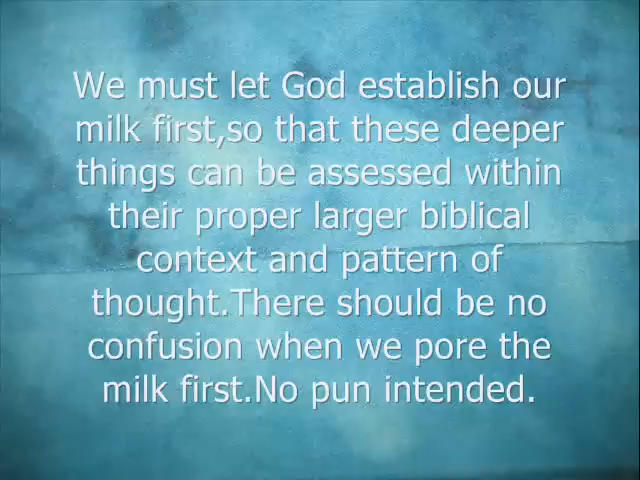 We must let God establish our
milk first,so that these deeper
things can be assessed within
their proper larger biblical
context and pattern of
thought.There should be no
confusion when we pore the
milk first.No pun intended.